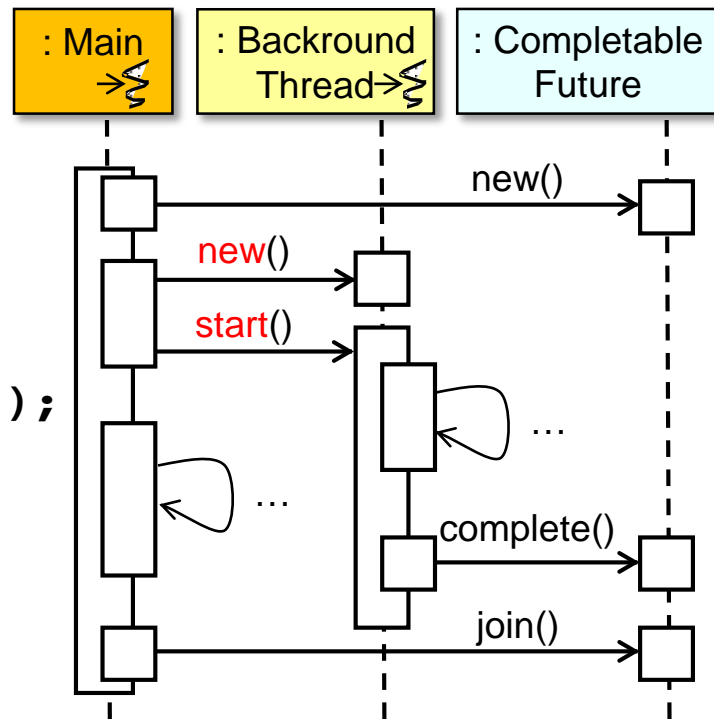 : Main
: Backround
Thread
: Completable
Future
new()
new()
start()
);
...
...
complete()
join()